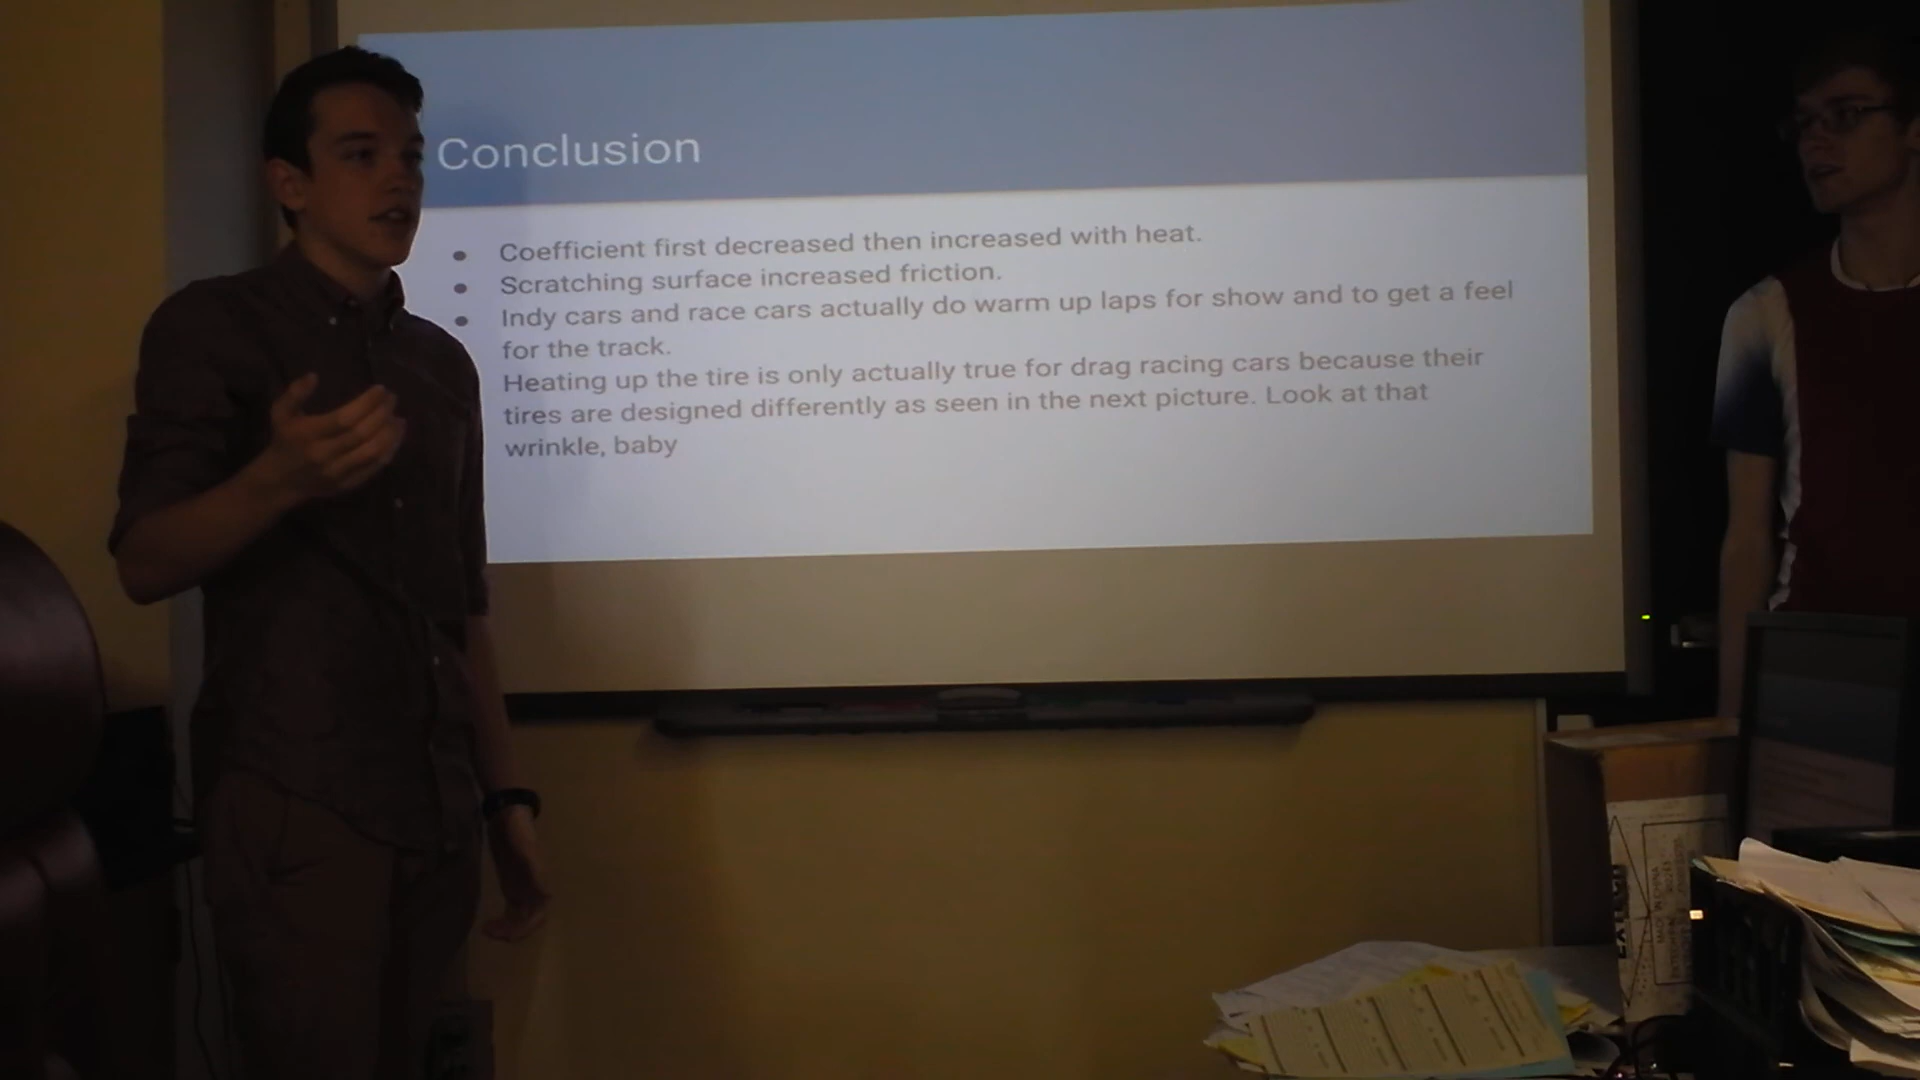 Conclusion
Coefficient first decreased then increased with heat.
Scratching surface increased friction.
Indy cars and race cars actually do warm up laps for show and to get a feel
for the track.
Heating up the tire is only actually true for drag racing cars because their
tires are designed differently as seen in the next picture. Look at that
wrinkle, baby
MADE IN CHINA